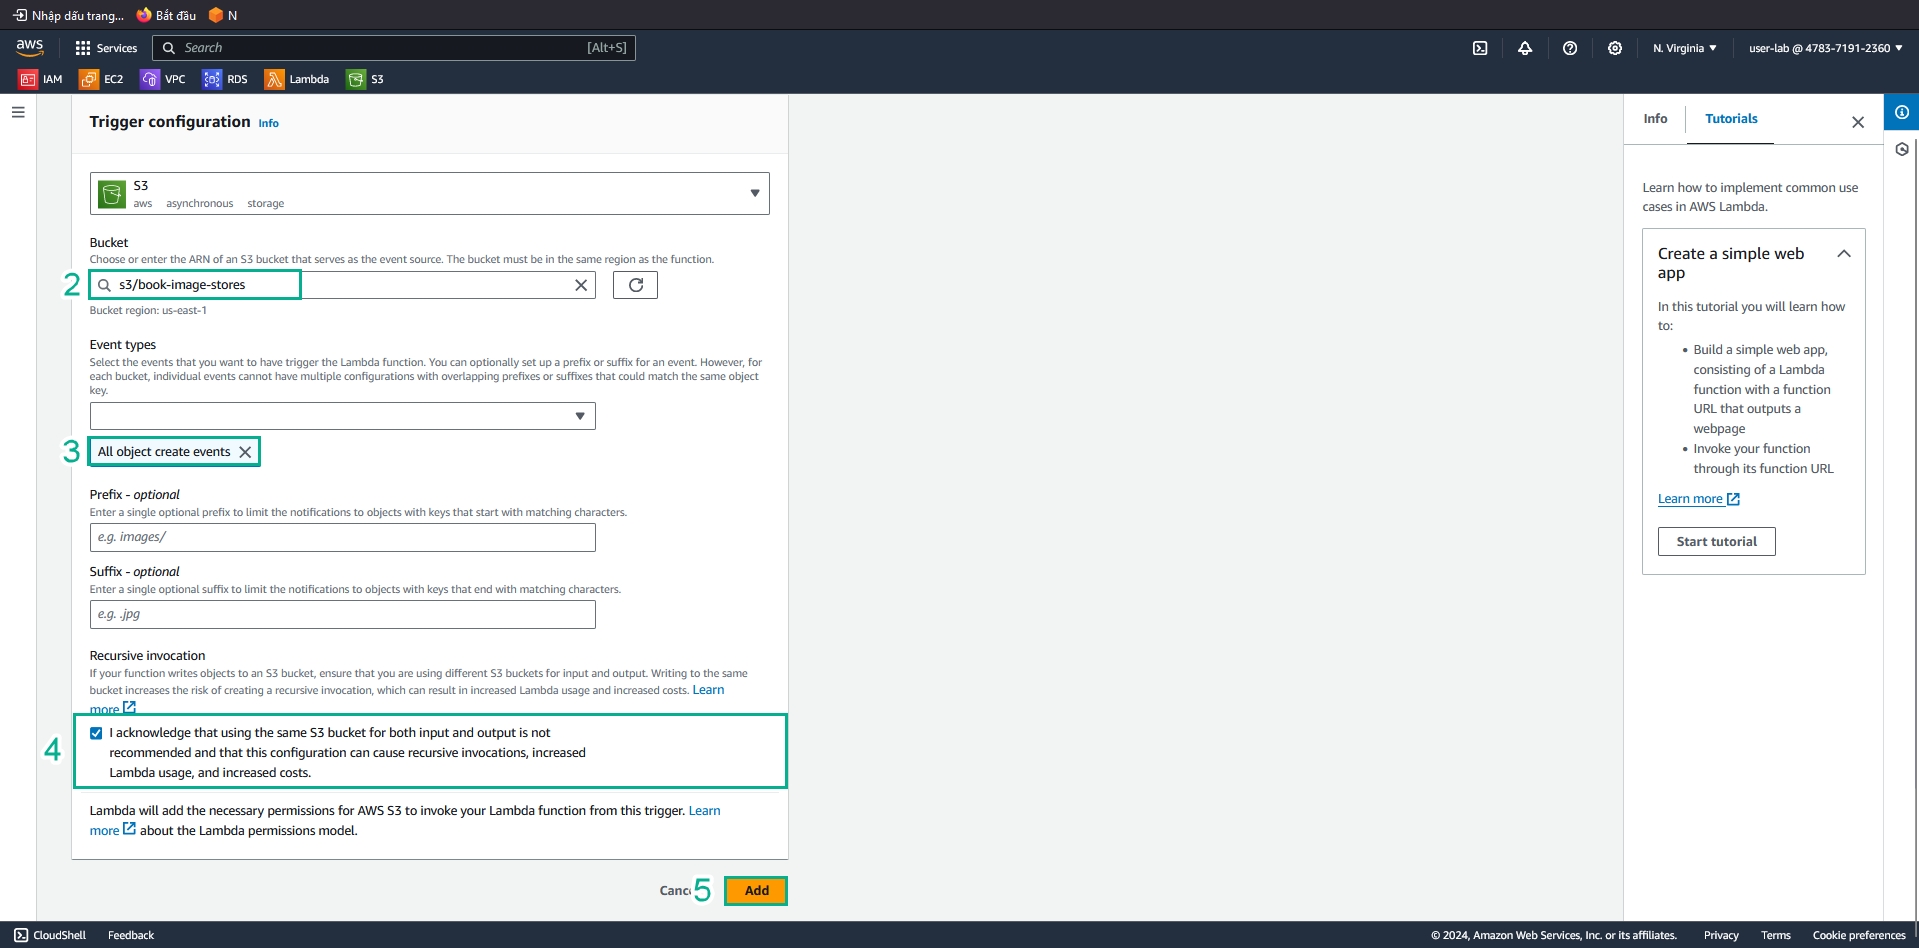 Nhập dấu trang... Bắt đầu N
aws Services Search [Alt+S] N. Virginia ▼ user-lab @ 4783-7191-2360 ▼
IAM EC2 VPC RDS Lambda S3
Trigger configuration Info
S3
aws asynchronous storage
Bucket
Choose or enter the ARN of an S3 bucket that serves as the event source. The bucket must be in the same region as the function.
2 s3/book-image-stores
Bucket region: us-east-1
Event types
Select the events that you want to have trigger the Lambda function. You can optionally set up a prefix or suffix for an event. However, for
each bucket, individual events cannot have multiple configurations with overlapping prefixes or suffixes that could match the same object
key.
3 All object create events
Prefix - optional
Enter a single optional prefix to limit the notifications to objects with keys that start with matching characters.
e.g. images/
Suffix - optional
Enter a single optional suffix to limit the notifications to objects with keys that end with matching characters.
e.g. .jpg
Recursive invocation
If your function writes objects to an S3 bucket, ensure that you are using different S3 buckets for input and output. Writing to the same
bucket increases the risk of creating a recursive invocation, which can result in increased Lambda usage and increased costs. Learn
more
4 I acknowledge that using the same S3 bucket for both input and output is not
recommended and that this configuration can cause recursive invocations, increased
Lambda usage, and increased costs.
Lambda will add the necessary permissions for AWS S3 to invoke your Lambda function from this trigger. Learn
more about the Lambda permissions model.
Canc 5 Add
Info Tutorials
Learn how to implement common use
cases in AWS Lambda.
Create a simple web
app
In this tutorial you will learn how
to:
• Build a simple web app,
consisting of a Lambda
function with a function
URL that outputs a
webpage
• Invoke your function
through its function URL
Learn more
Start tutorial
CloudShell Feedback © 2024, Amazon Web Services, Inc. or its affiliates. Privacy Terms Cookie preferences